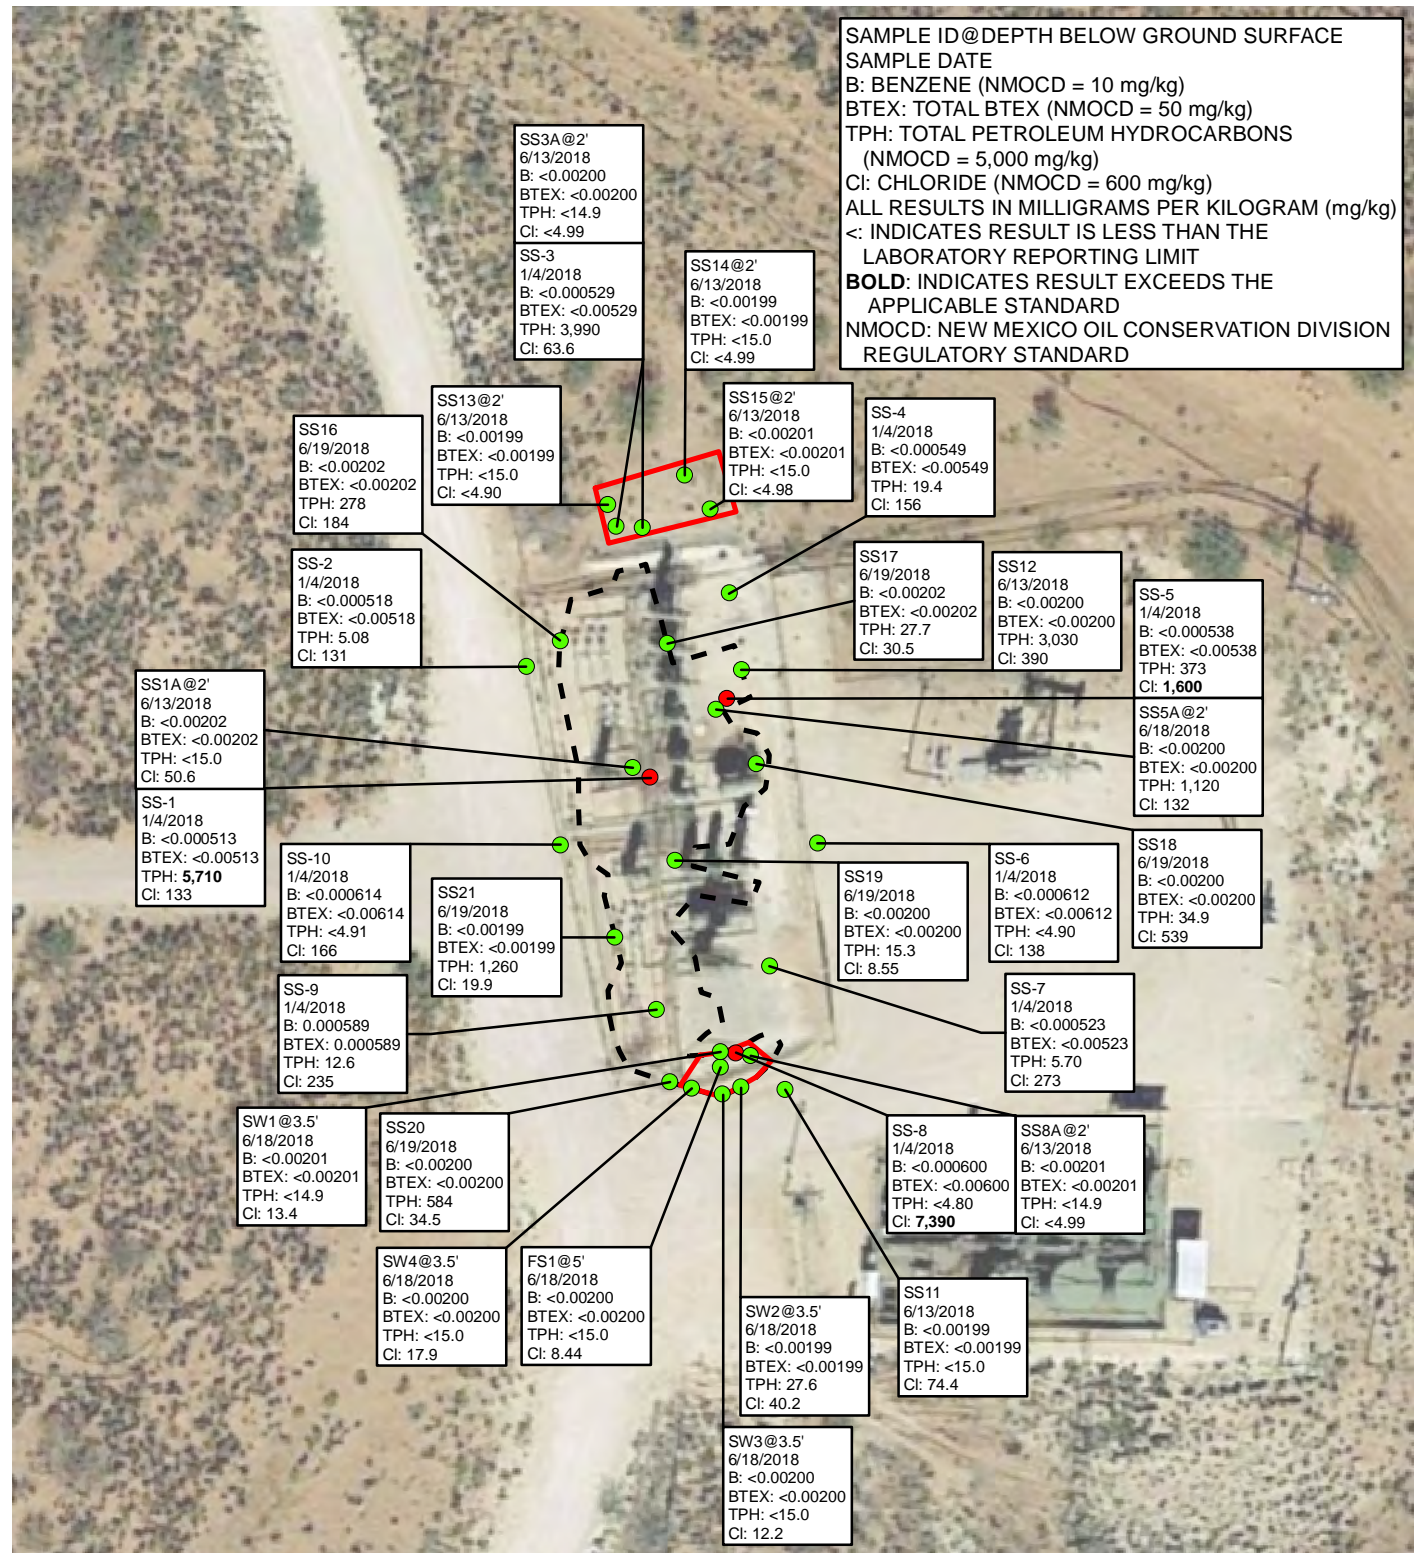 SAMPLE ID@DEPTH BELOW GROUND SURFACE
SAMPLE DATE
B: BENZENE (NMOCD = 10 mg/kg)
BTEX: TOTAL BTEX (NMOCD = 50 mg/kg)
TPH: TOTAL PETROLEUM HYDROCARBONS
(NMOCD = 5,000 mg/kg)
Cl: CHLORIDE (NMOCD = 600 mg/kg)
ALL RESULTS IN MILLIGRAMS PER KILOGRAM (mg/kg)
<: INDICATES RESULT IS LESS THAN THE
LABORATORY REPORTING LIMIT
BOLD: INDICATES RESULT EXCEEDS THE
APPLICABLE STANDARD
NMOCD: NEW MEXICO OIL CONSERVATION DIVISION
REGULATORY STANDARD
SS3A@2'
6/13/2018
B: <0.00200
BTEX: <0.00200
TPH: <14.9
Cl: <4.99
SS-3
1/4/2018
B: <0.000529
BTEX: <0.00529
TPH: 3,990
Cl: 63.6
SS14@2'
6/13/2018
B: <0.00199
BTEX: <0.00199
TPH: <15.0
Cl: <4.99
SS13@2'
6/13/2018
B: <0.00199
BTEX: <0.00199
TPH: <15.0
Cl: <4.90
SS15@2'
6/13/2018
B: <0.00201
BTEX: <0.00201
TPH: <15.0
Cl: <4.98
SS-4
1/4/2018
B: <0.000549
BTEX: <0.00549
TPH: 19.4
Cl: 156
SS16
6/19/2018
B: <0.00202
BTEX: <0.00202
TPH: 278
Cl: 184
SS-2
1/4/2018
B: <0.000518
BTEX: <0.00518
TPH: 5.08
Cl: 131
SS17
6/19/2018
B: <0.00202
BTEX: <0.00202
TPH: 27.7
Cl: 30.5
SS12
6/13/2018
B: <0.00200
BTEX: <0.00200
TPH: 3,030
Cl: 390
SS-5
1/4/2018
B: <0.000538
BTEX: <0.00538
TPH: 373
Cl: 1,600
SS5A@2'
6/18/2018
B: <0.00200
BTEX: <0.00200
TPH: 1,120
Cl: 132
SS1A@2'
6/13/2018
B: <0.00202
BTEX: <0.00202
TPH: <15.0
Cl: 50.6
SS-1
1/4/2018
B: <0.000513
BTEX: <0.00513
TPH: 5,710
Cl: 133
SS-10
1/4/2018
B: <0.000614
BTEX: <0.00614
TPH: <4.91
Cl: 166
SS21
6/19/2018
B: <0.00199
BTEX: <0.00199
TPH: 1,260
Cl: 19.9
SS19
6/19/2018
B: <0.00200
BTEX: <0.00200
TPH: 15.3
Cl: 8.55
SS-6
1/4/2018
B: <0.000612
BTEX: <0.00612
TPH: <4.90
Cl: 138
SS18
6/19/2018
B: <0.00200
BTEX: <0.00200
TPH: 34.9
Cl: 539
SS-9
1/4/2018
B: 0.000589
BTEX: 0.000589
TPH: 12.6
Cl: 235
SS-7
1/4/2018
B: <0.000523
BTEX: <0.00523
TPH: 5.70
Cl: 273
SW1@3.5'
6/18/2018
B: <0.00201
BTEX: <0.00201
TPH: <14.9
Cl: 13.4
SS20
6/19/2018
B: <0.00200
BTEX: <0.00200
TPH: 584
Cl: 34.5
SS-8
1/4/2018
B: <0.000600
BTEX: <0.00600
TPH: <4.80
Cl: 7,390
SS8A@2'
6/13/2018
B: <0.00201
BTEX: <0.00201
TPH: <14.9
Cl: <4.99
SW4@3.5'
6/18/2018
B: <0.00200
BTEX: <0.00200
TPH: <15.0
Cl: 17.9
FS1@5'
6/18/2018
B: <0.00200
BTEX: <0.00200
TPH: <15.0
Cl: 8.44
SW2@3.5'
6/18/2018
B: <0.00199
BTEX: <0.00199
TPH: 27.6
Cl: 40.2
SS11
6/13/2018
B: <0.00199
BTEX: <0.00199
TPH: <15.0
Cl: 74.4
SW3@3.5'
6/18/2018
B: <0.00200
BTEX: <0.00200
TPH: <15.0
Cl: 12.2